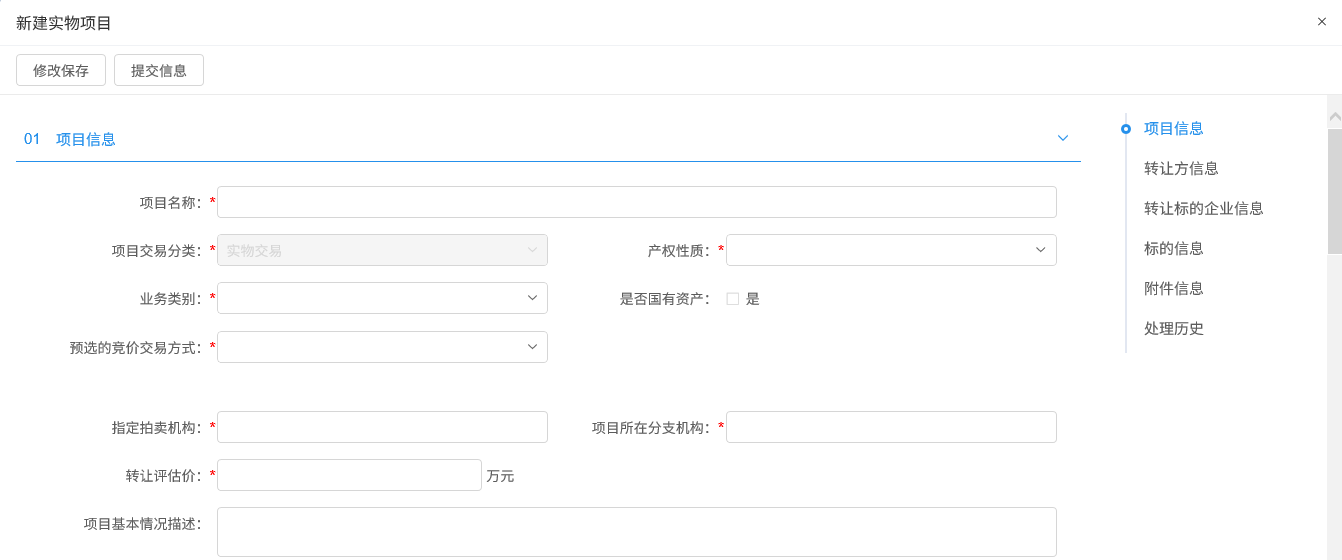 新建实物项目
修改保存 提交信息
01 项目信息
项目名称：*
项目交易分类：* 实物交易 产权性质：*
业务类别：* 是否国有资产： 是
预选的竞价交易方式：*
指定拍卖机构：* 项目所在分支机构：*
转让评估价：* 万元
项目基本情况描述：
项目信息
转让方信息
转让标的企业信息
标的信息
附件信息
处理历史